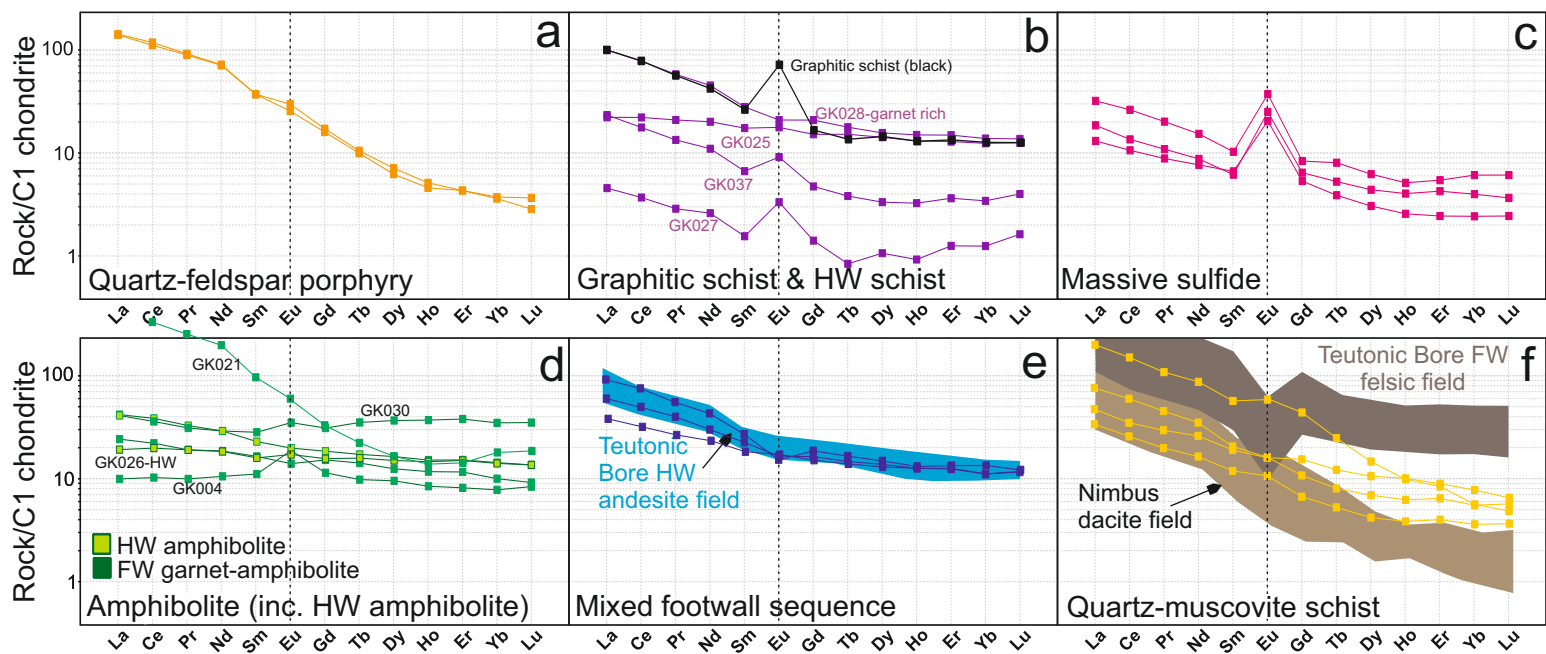 a
b
c
Rock/C1 chondrite
100
10
1
Graphitic schist (black)
GK028-garnet rich
GK025
GK037
GK027
Quartz-feldspar porphyry
Graphitic schist & HW schist
Massive sulfide
La Ce Pr Nd Sm Eu Gd Tb Dy Ho Er Yb Lu
La Ce Pr Nd Sm Eu Gd Tb Dy Ho Er Yb Lu
La Ce Pr Nd Sm Eu Gd Tb Dy Ho Er Yb Lu
d
e
f
Rock/C1 chondrite
100
10
1
GK021
GK030
GK026-HW
GK004
HW amphibolite
FW garnet-amphibolite
Amphibolite (inc. HW amphibolite)
Teutonic
Bore HW
andesite field
Mixed footwall sequence
Teutonic Bore FW
felsic field
Nimbus
dacite field
Quartz-muscovite schist
La Ce Pr Nd Sm Eu Gd Tb Dy Ho Er Yb Lu
La Ce Pr Nd Sm Eu Gd Tb Dy Ho Er Yb Lu
La Ce Pr Nd Sm Eu Gd Tb Dy Ho Er Yb Lu